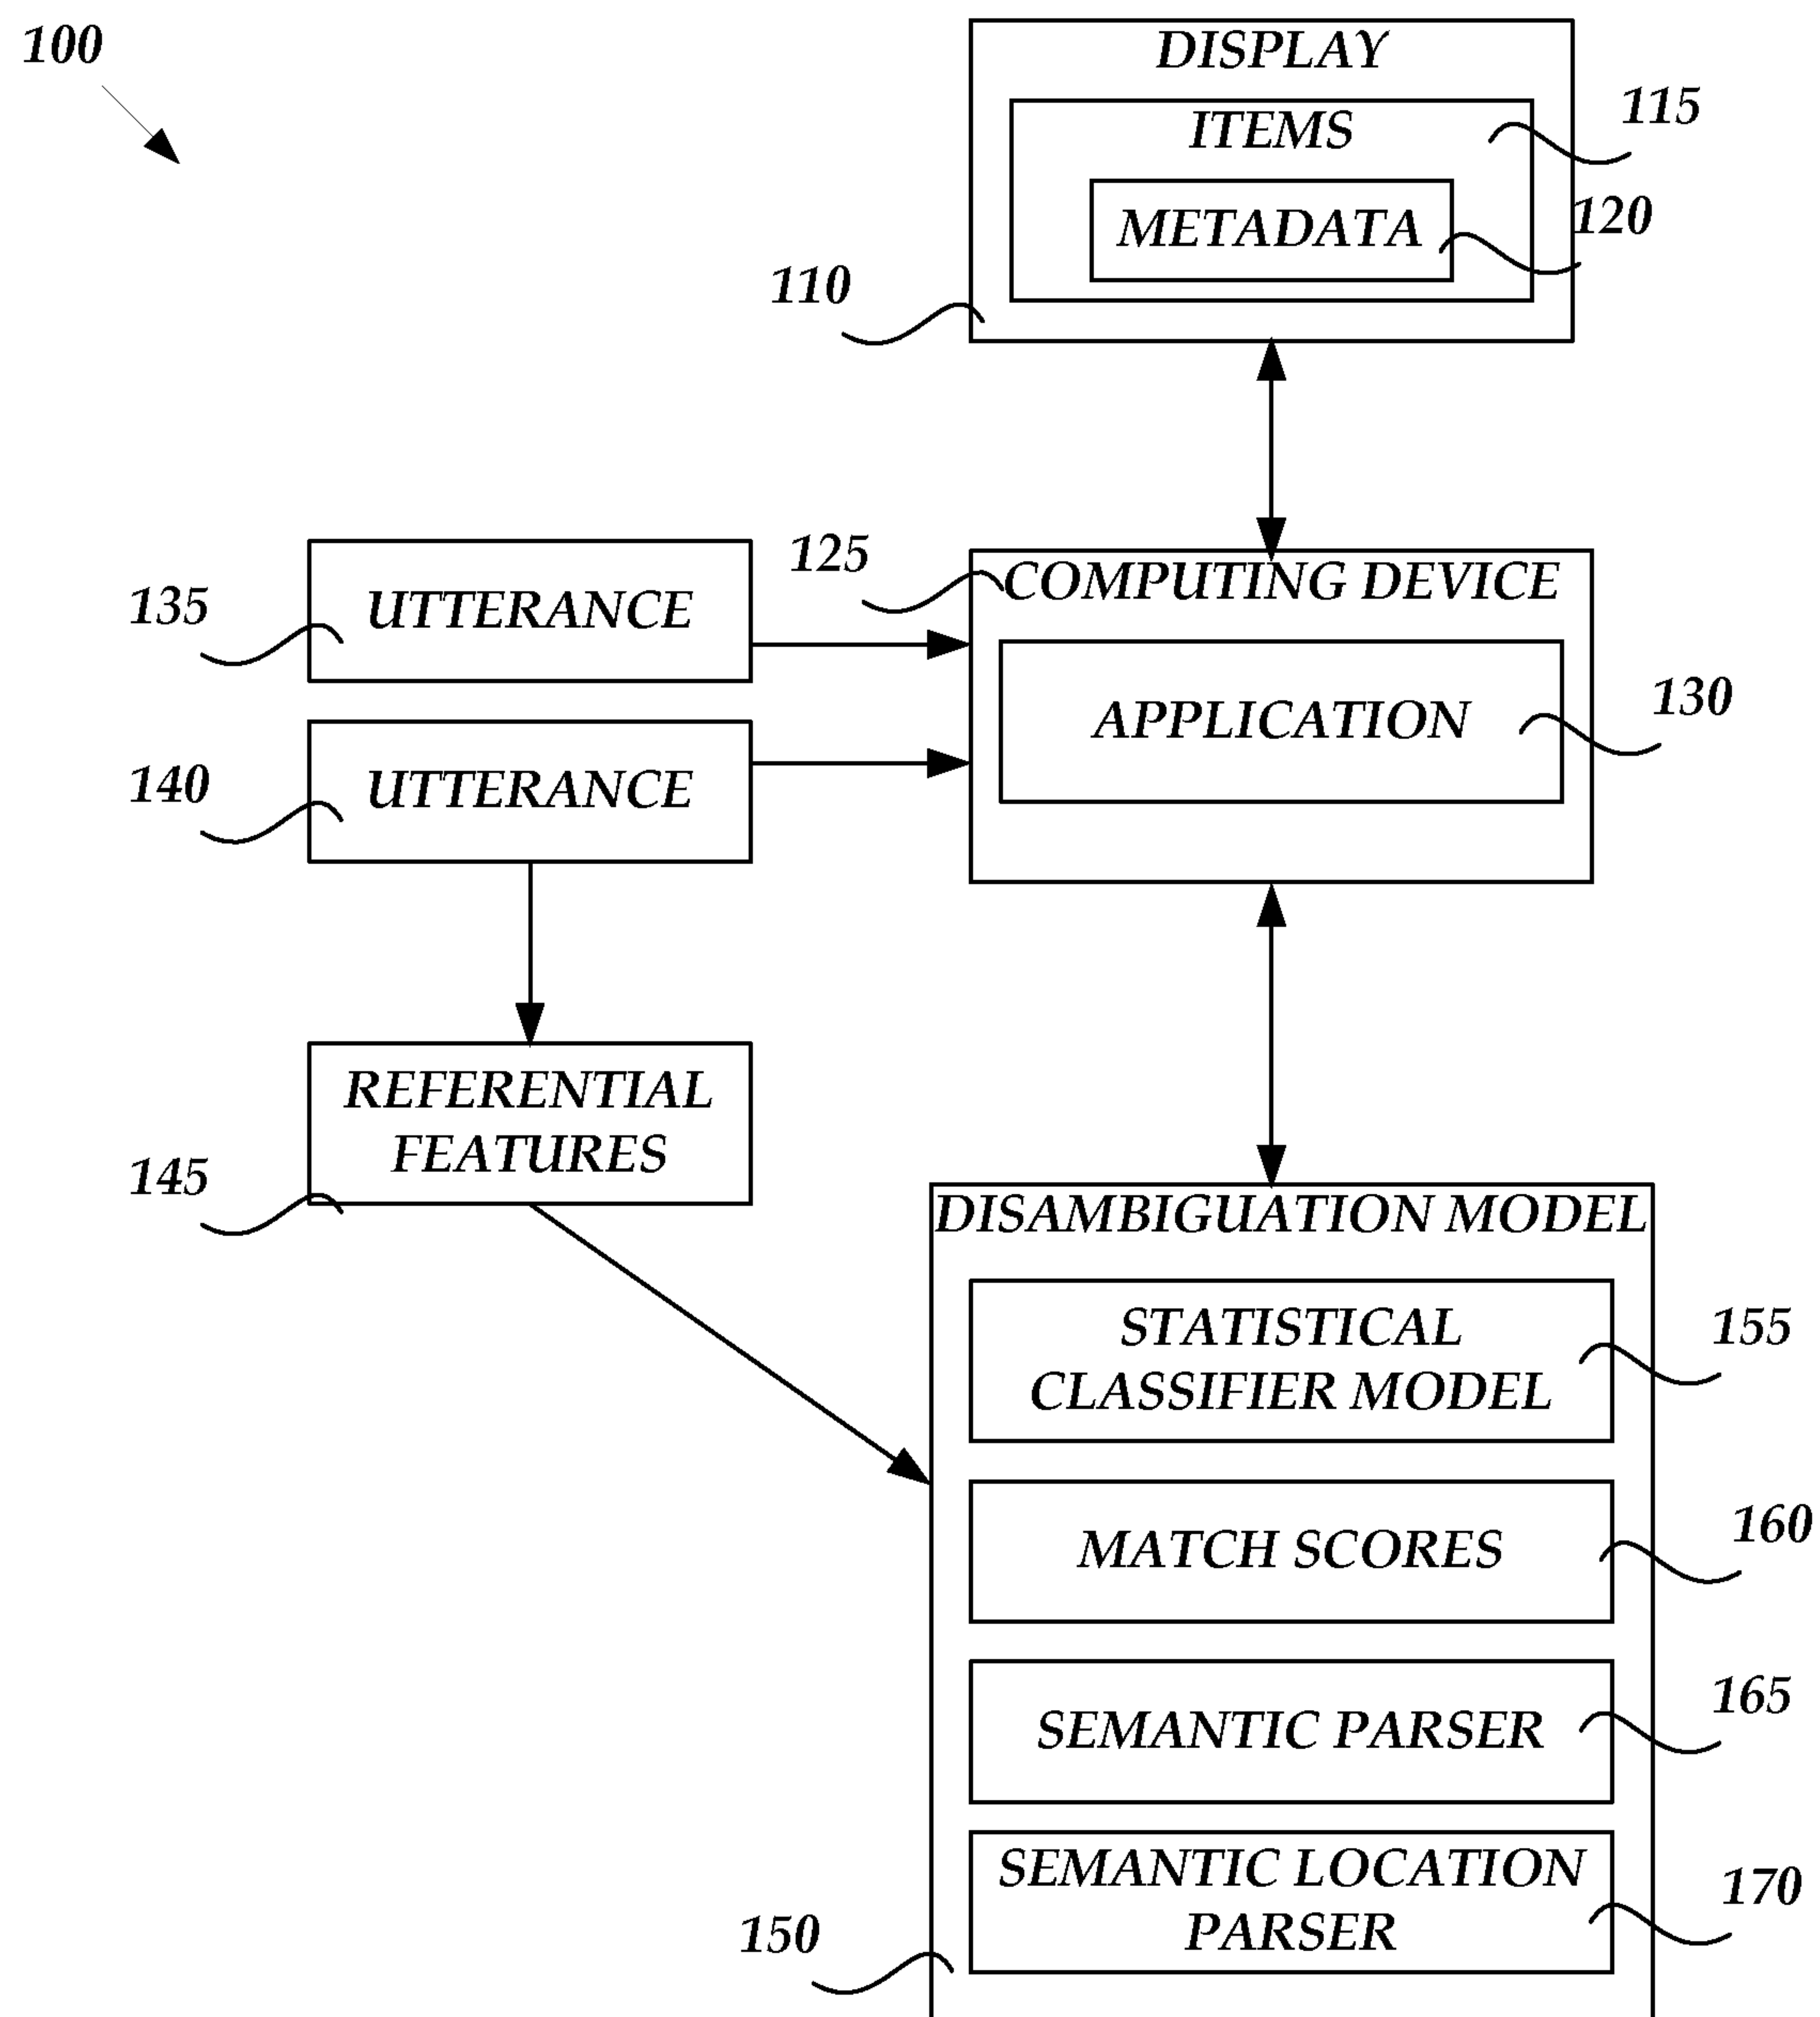 100
DISPLAY
ITEMS
115
METADATA
120
110
125
COMPUTING DEVICE
135
UTTERANCE
APPLICATION
130
140
UTTERANCE
REFERENTIAL
FEATURES
145
DISAMBIGUATION MODEL
STATISTICAL
CLASSIFIER MODEL
155
MATCH SCORES
160
SEMANTIC PARSER
165
SEMANTIC LOCATION
PARSER
170
150